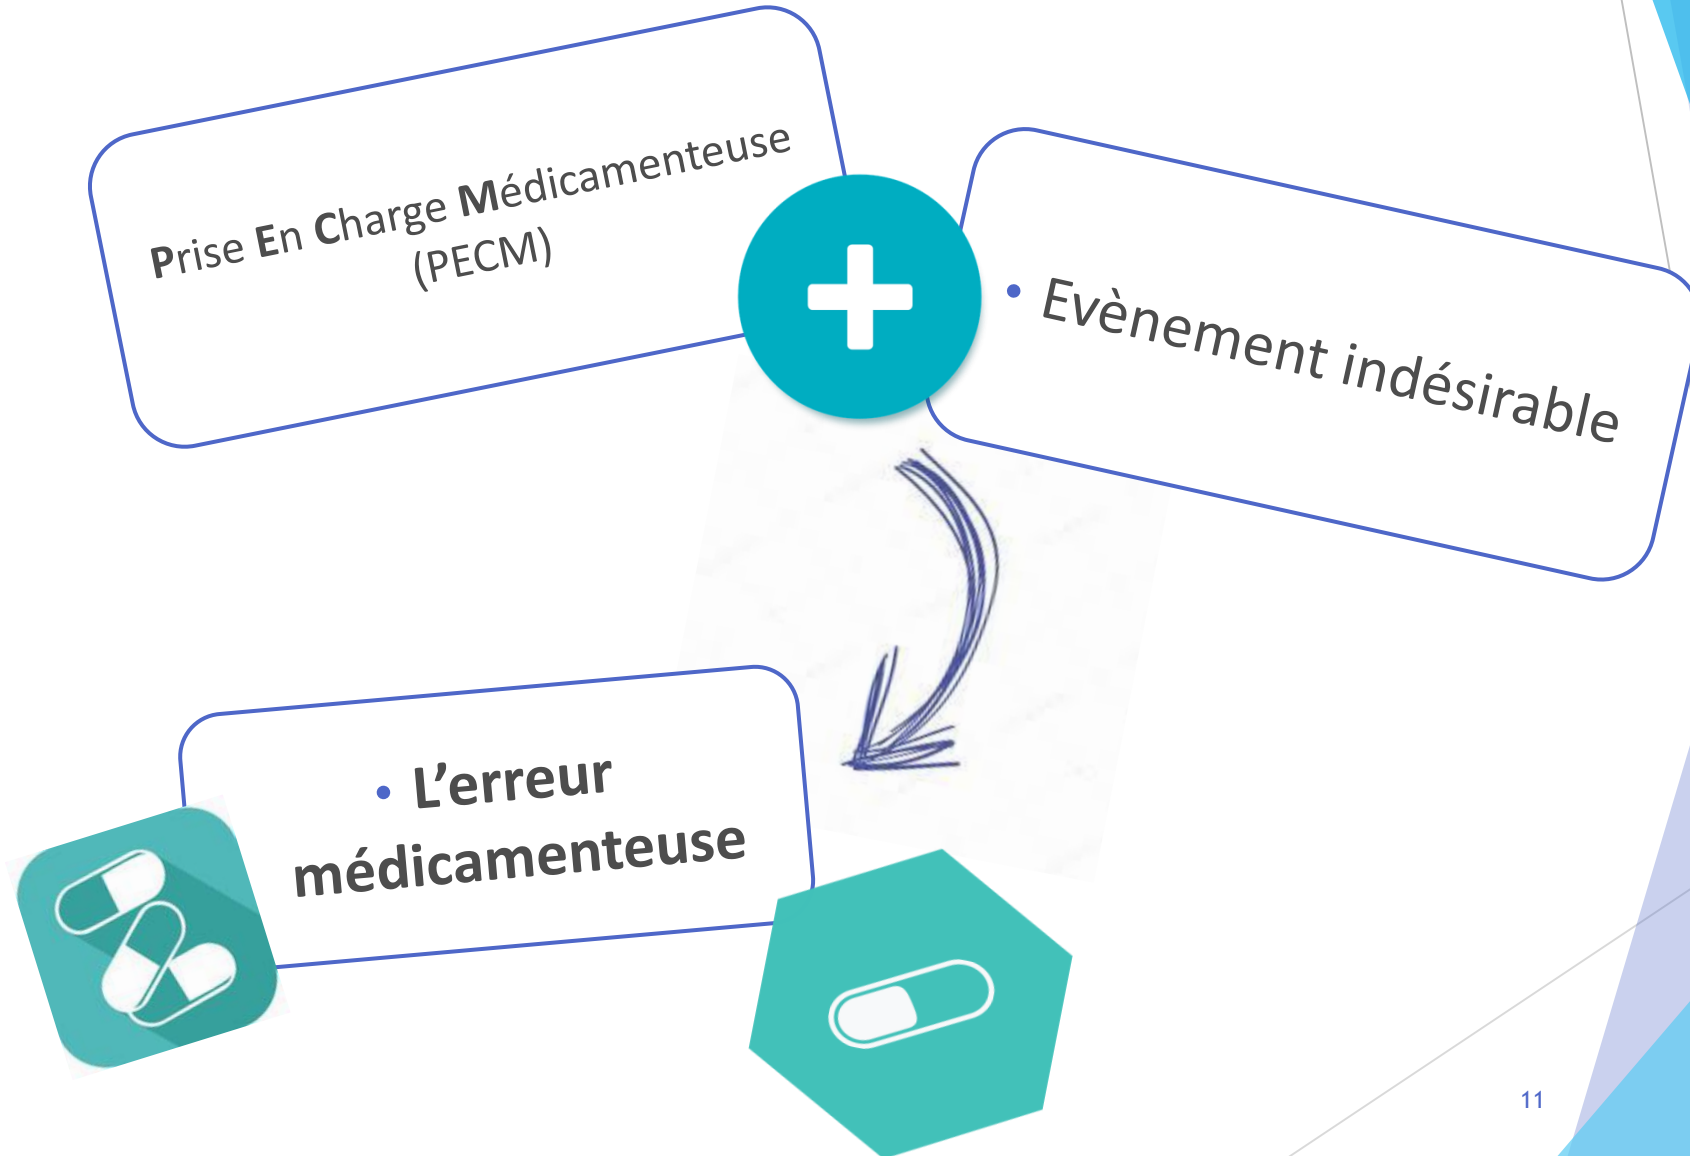 Prise En Charge Médicamenteuse
(PECM)
• Evènement indésirable
• L’erreur
médicamenteuse
11